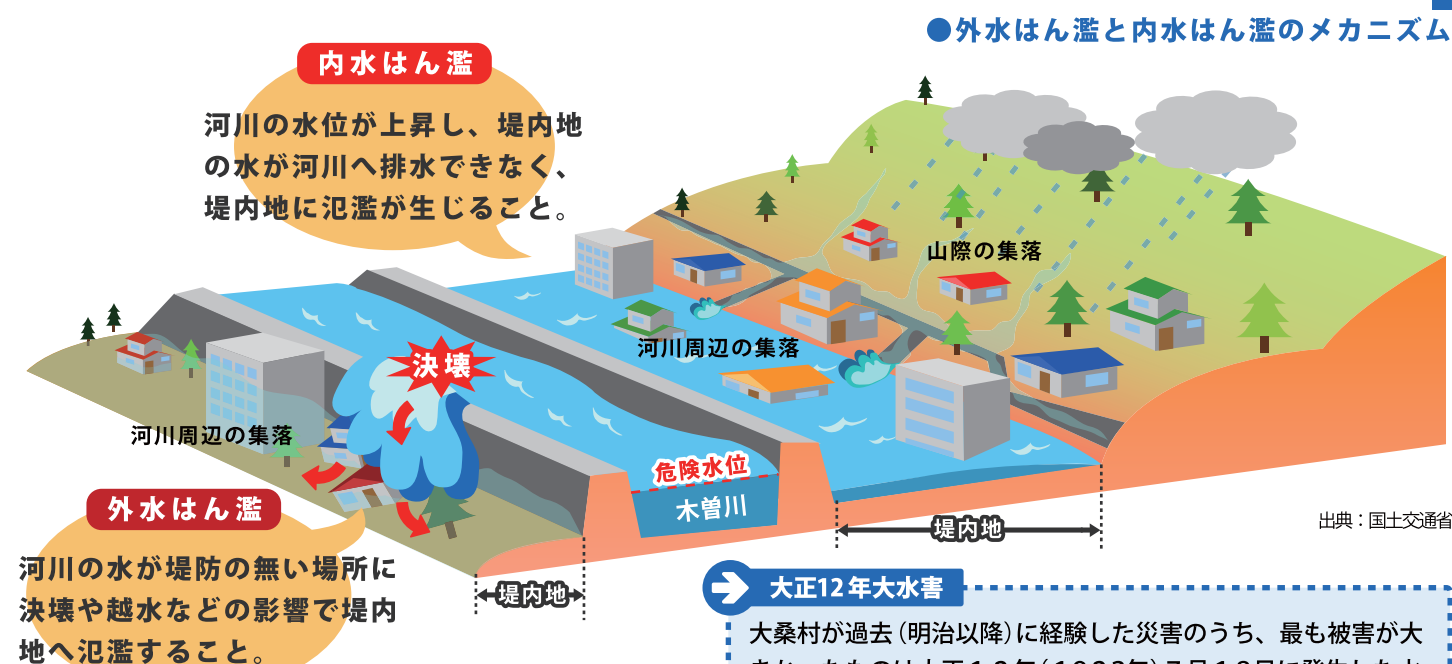 ●外水はん濫と内水はん濫のメカニズム
内水はん濫
河川の水位が上昇し、堤内地
の水が河川へ排水できなく、
堤内地に氾濫が生じること。
山際の集落
河川周辺の集落
決壊
河川周辺の集落
危険水位
木曽川
外水はん濫
河川の水が堤防の無い場所に
決壊や越水などの影響で堤内
地へ氾濫すること。
堤内地
堤内地
出典：国土交通省
大正12年大水害
大桑村が過去（明治以降）に経験した災害のうち、最も被害が大